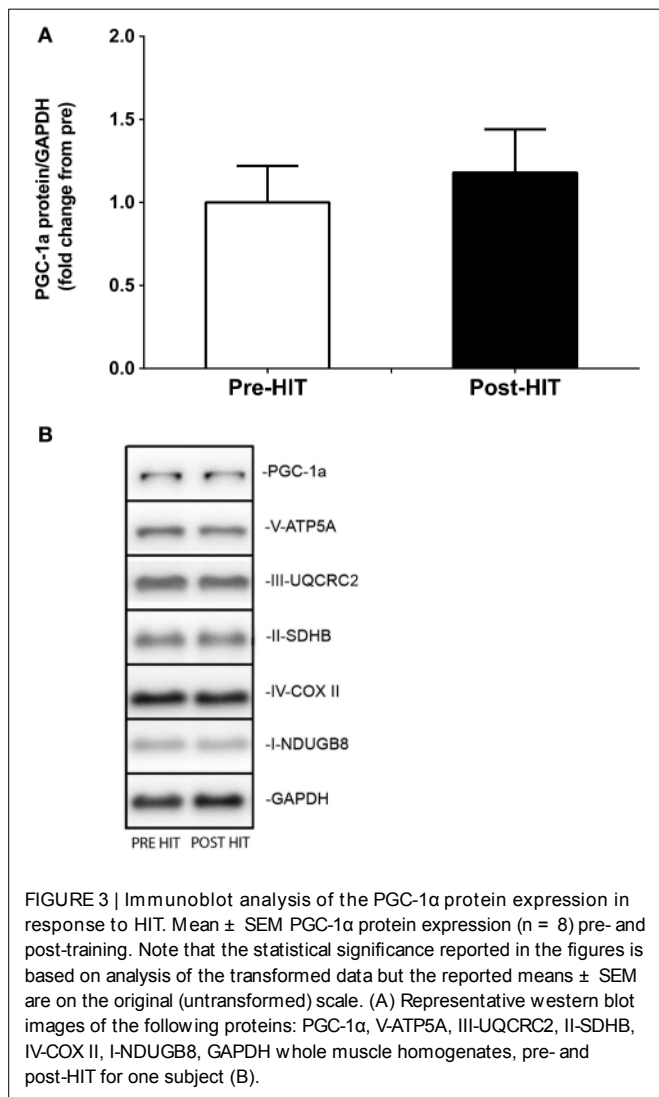 A
PGC-1a protein/GAPDH
(fold change from pre)
2.0
1.5
1.0
0.5
0.0
Pre-HIT
Post-HIT
B
-PGC-1a
-V-ATP5A
-III-UQCRC2
-II-SDHB
-IV-COX II
-I-NDUGB8
-GAPDH
PRE HIT POST HIT
FIGURE 3 | Immunoblot analysis of the PGC-1α protein expression in
response to HIT. Mean ± SEM PGC-1α protein expression (n = 8) pre- and
post-training. Note that the statistical significance reported in the figures is
based on analysis of the transformed data but the reported means ± SEM
are on the original (untransformed) scale. (A) Representative western blot
images of the following proteins: PGC-1α, V-ATP5A, III-UQCRC2, II-SDHB,
IV-COX II, I-NDUGB8, GAPDH whole muscle homogenates, pre- and
post-HIT for one subject (B).